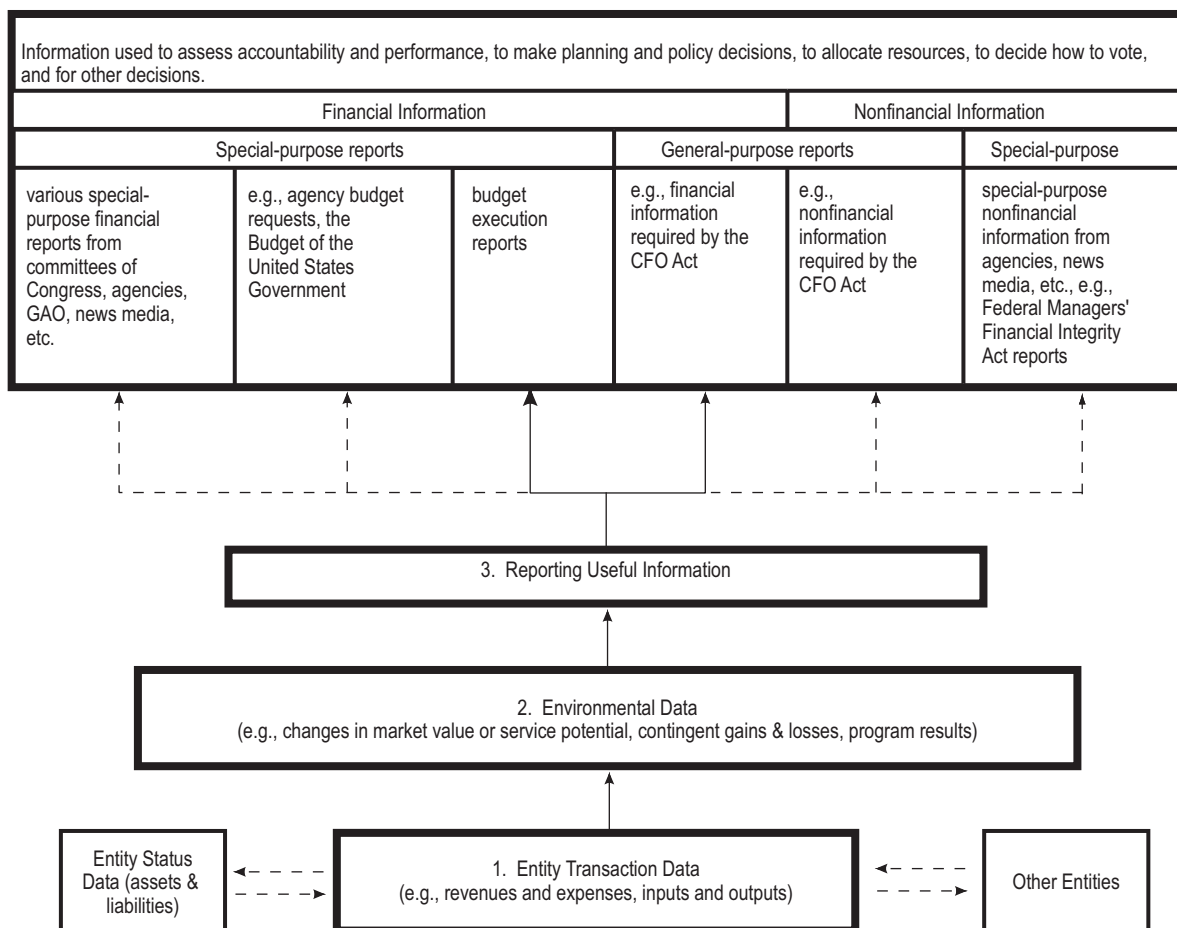 Information used to assess accountability and performance, to make planning and policy decisions, to allocate resources, to decide how to vote,
and for other decisions.
Financial Information
Nonfinancial Information
Special-purpose reports
General-purpose reports
Special-purpose
various special-
purpose financial
reports from
committees of
Congress, agencies,
GAO, news media,
etc.
e.g., agency budget
requests, the
Budget of the
United States
Government
budget
execution
reports
e.g., financial
information
required by the
CFO Act
e.g.,
nonfinancial
information
required by the
CFO Act
special-purpose
nonfinancial
information from
agencies, news
media, etc., e.g.,
Federal Managers'
Financial Integrity
Act reports
3. Reporting Useful Information
2. Environmental Data
(e.g., changes in market value or service potential, contingent gains & losses, program results)
Entity Status
Data (assets &
liabilities)
1. Entity Transaction Data
(e.g., revenues and expenses, inputs and outputs)
Other Entities